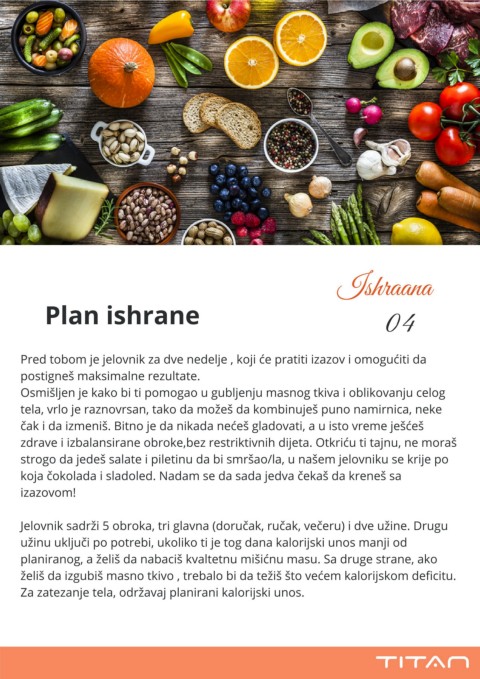 Ishraana
Plan ishrane
04
Pred tobom je jelovnik za dve nedelje , koji će pratiti izazov i omogućiti da
postigneš maksimalne rezultate.
Osmišljen je kako bi ti pomogao u gubljenju masnog tkiva i oblikovanju celog
tela, vrlo je raznovrsan, tako da možeš da kombinuješ puno namirnica, neke
čak i da izmeniš. Bitno je da nikada nećeš gladovati, a u isto vreme ješćeš
zdrave i izbalansirane obroke,bez restriktivnih dijeta. Otkriću ti tajnu, ne moraš
strogo da jedeš salate i piletinu da bi smršao/la, u našem jelovniku se krije po
koja čokolada i sladoled. Nadam se da sada jedva čekaš da kreneš sa
izazovom!
Jelovnik sadrži 5 obroka, tri glavna (doručak, ručak, večeru) i dve užine. Drugu
užinu uključi po potrebi, ukoliko ti je tog dana kalorijski unos manji od
planiranog, a želiš da nabaciš kvaltetnu mišićnu masu. Sa druge strane, ako
želiš da izgubiš masno tkivo , trebalo bi da težiš što većem kalorijskom deficitu.
Za zatezanje tela, održavaj planirani kalorijski unos.
TITAN